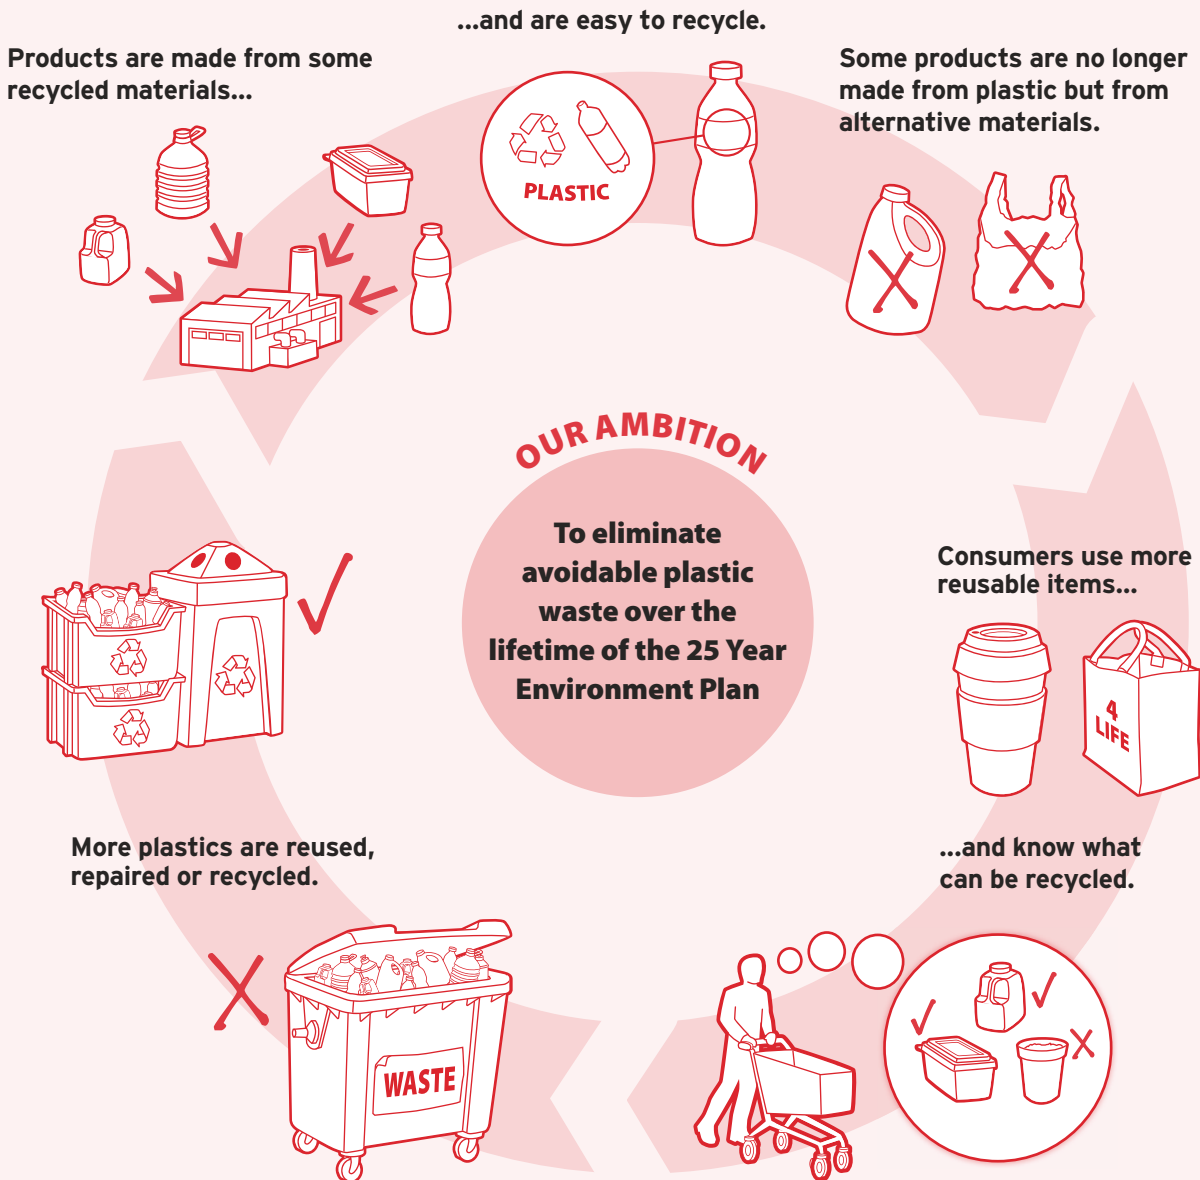 Products are made from some
recycled materials...
...and are easy to recycle.
PLASTIC
Some products are no longer
made from plastic but from
alternative materials.
OUR AMBITION
To eliminate
avoidable plastic
waste over the
lifetime of the 25 Year
Environment Plan
Consumers use more
reusable items...
4
LIFE
...and know what
can be recycled.
More plastics are reused,
repaired or recycled.
WASTE